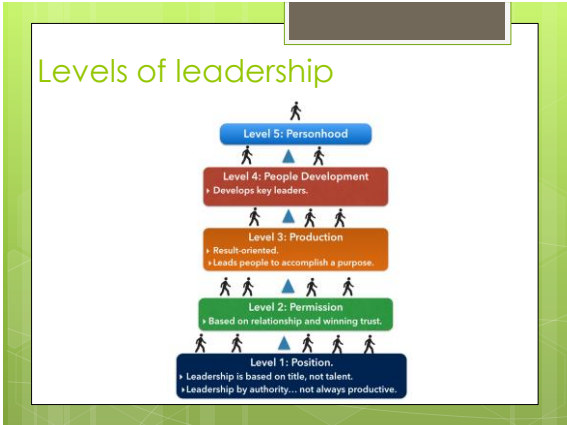 Levels of leadership
Level 5: Personhood
Level 4: People Development
‣ Develops key leaders.
Level 3: Production
‣ Result-oriented.
‣ Leads people to accomplish a purpose.
Level 2: Permission
‣ Based on relationship and winning trust.
Level 1: Position.
‣ Leadership is based on title, not talent.
‣ Leadership by authority... not always productive.